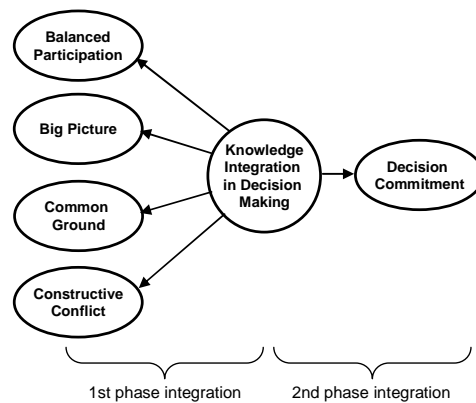 Balanced
Participation
Big Picture
Common
Ground
Constructive
Conflict
Knowledge
Integration
in Decision
Making
Decision
Commitment
1st phase integration
2nd phase integration